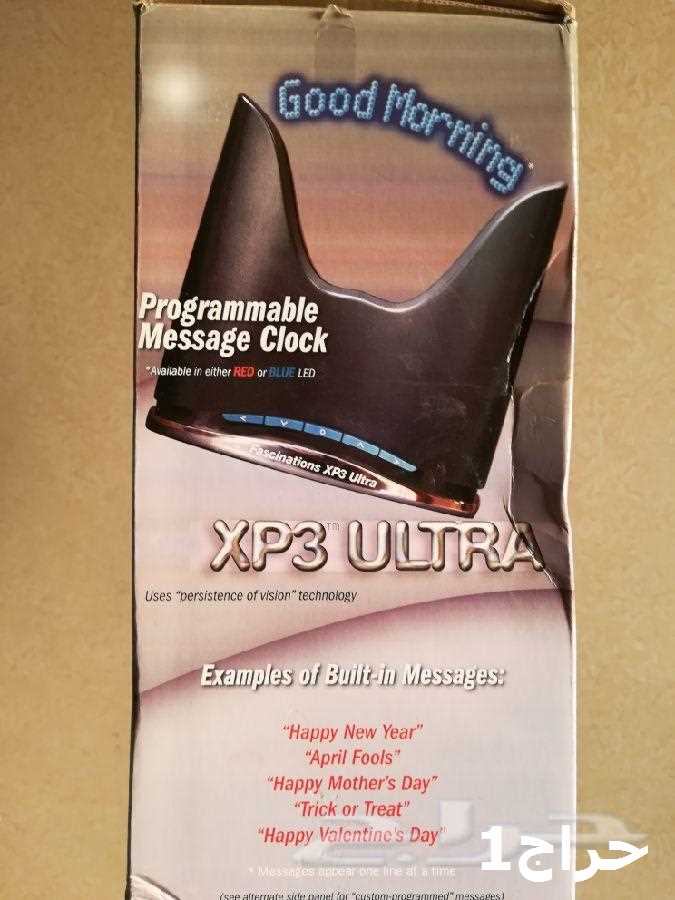 Good Morning*
Programmable
Message Clock
*Available in either RED or BLUE LED
Fascinations XP3 Ultra
XP3™ ULTRA
Uses "persistence of vision" technology
Examples of Built-in Messages:
"Happy New Year"
"April Fools"
"Happy Mother's Day"
"Trick or Treat"
"Happy Valentine's Day"
* Messages appear one line at a time
(see alternate side panel for "custom-programmed" messages)
حراج
حراج1